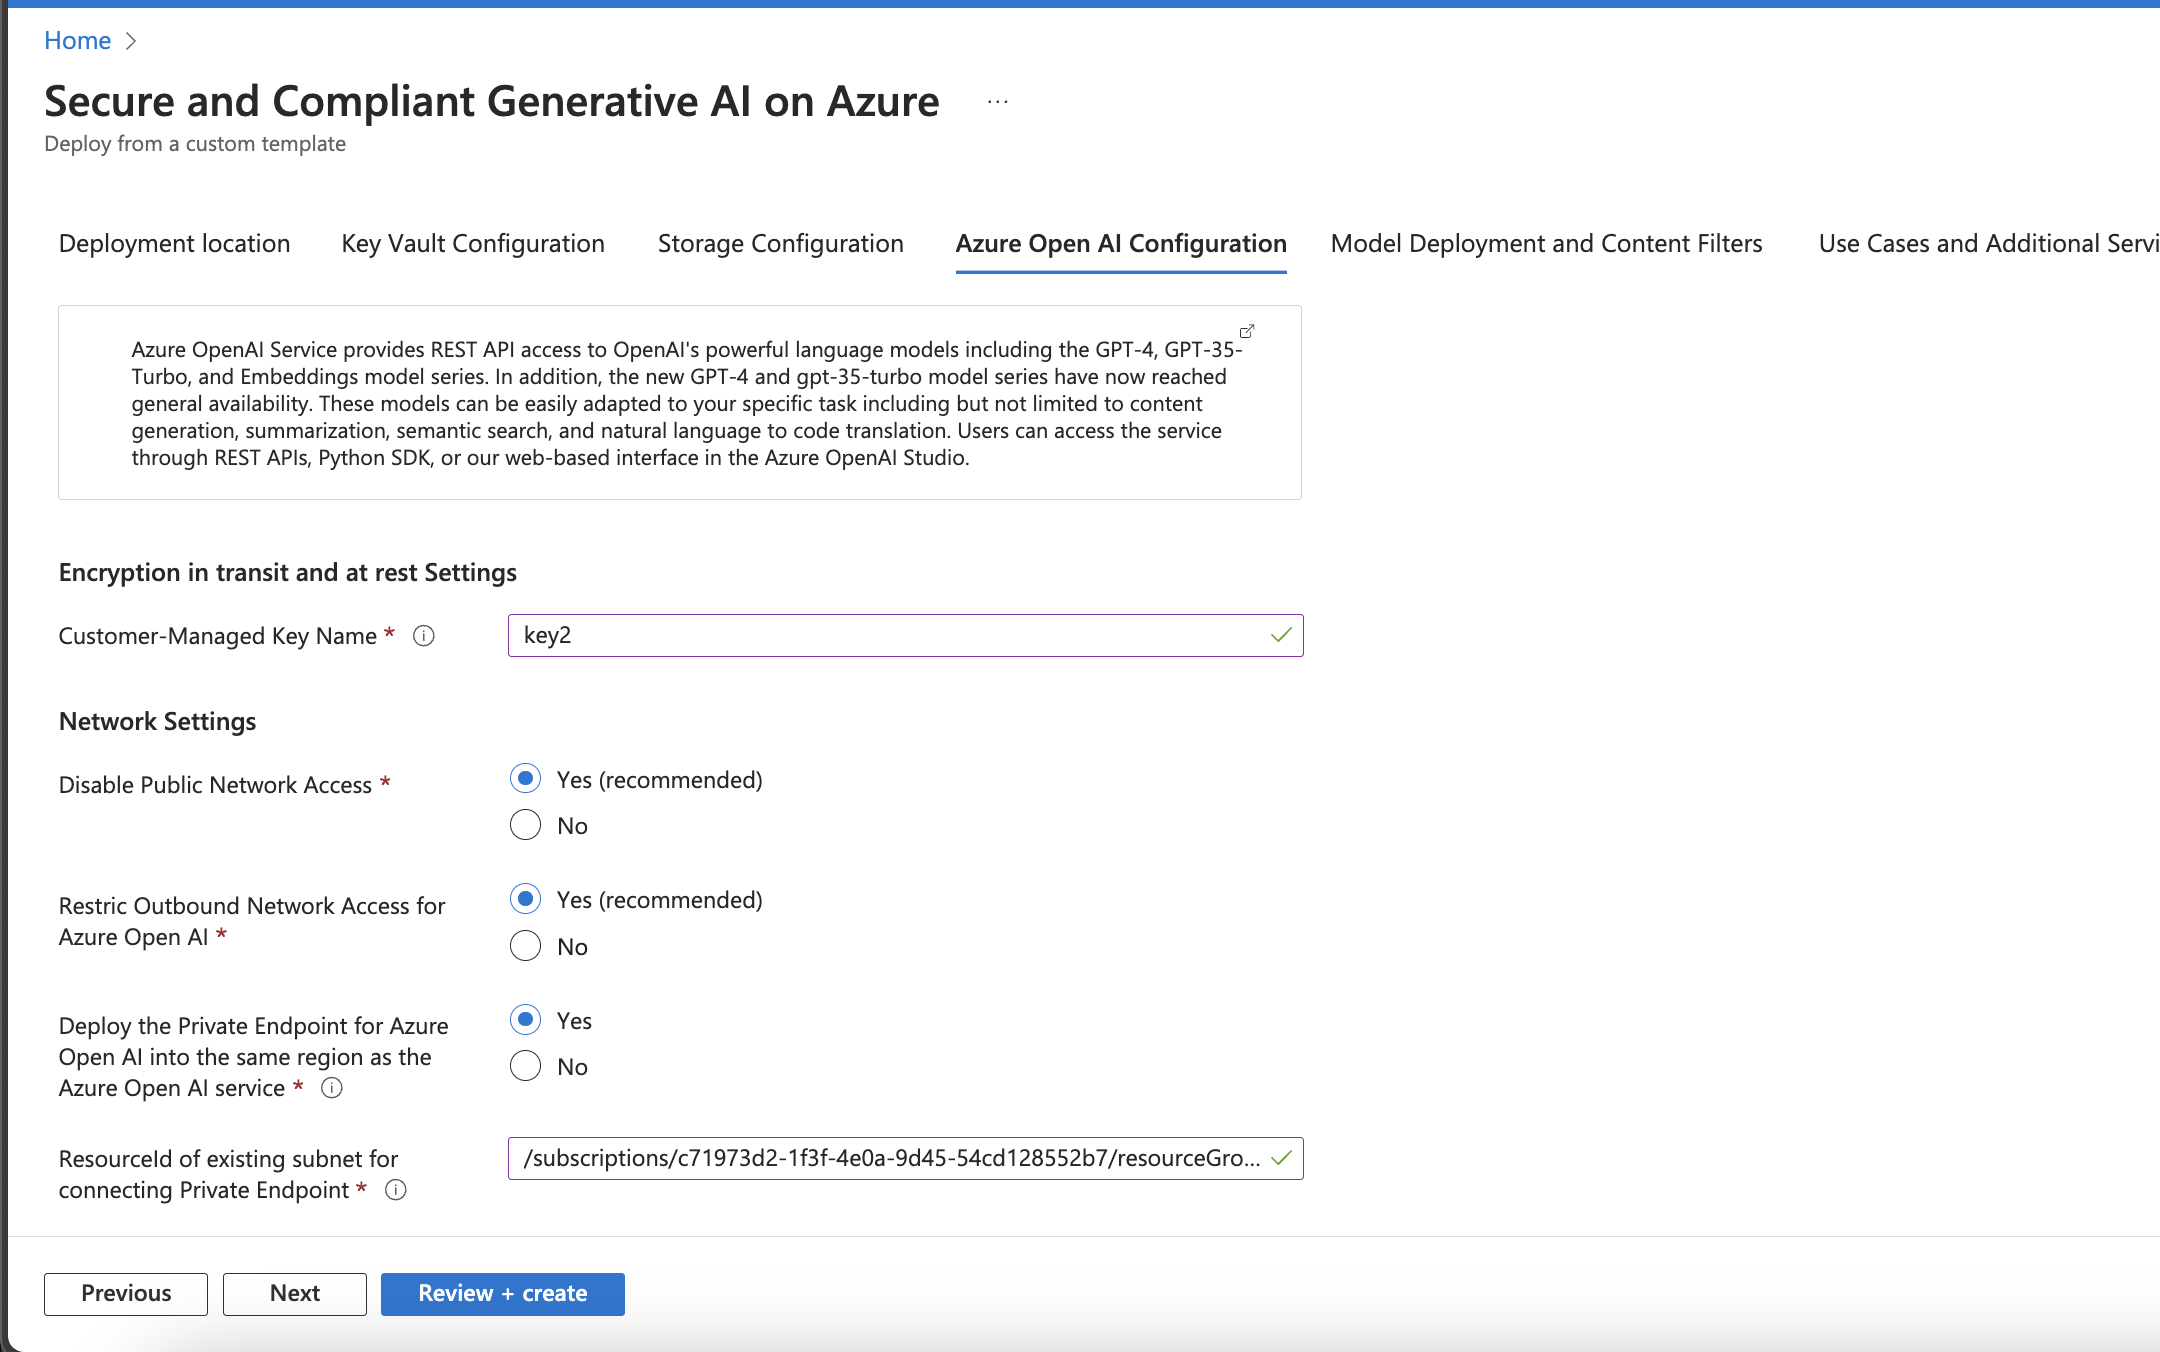 Home
Secure and Compliant Generative AI on Azure ...
Deploy from a custom template
Deployment location Key Vault Configuration Storage Configuration Azure Open AI Configuration Model Deployment and Content Filters Use Cases and Additional Servi
Azure OpenAI Service provides REST API access to OpenAI's powerful language models including the GPT-4, GPT-35-
Turbo, and Embeddings model series. In addition, the new GPT-4 and gpt-35-turbo model series have now reached
general availability. These models can be easily adapted to your specific task including but not limited to content
generation, summarization, semantic search, and natural language to code translation. Users can access the service
through REST APIs, Python SDK, or our web-based interface in the Azure OpenAI Studio.
Encryption in transit and at rest Settings
Customer-Managed Key Name *
key2
Network Settings
Disable Public Network Access *
Yes (recommended)
No
Restric Outbound Network Access for
Azure Open AI *
Yes (recommended)
No
Deploy the Private Endpoint for Azure
Open AI into the same region as the
Azure Open AI service *
Yes
No
ResourceId of existing subnet for
connecting Private Endpoint *
/subscriptions/c71973d2-1f3f-4e0a-9d45-54cd128552b7/resourceGro...
Previous
Next
Review + create